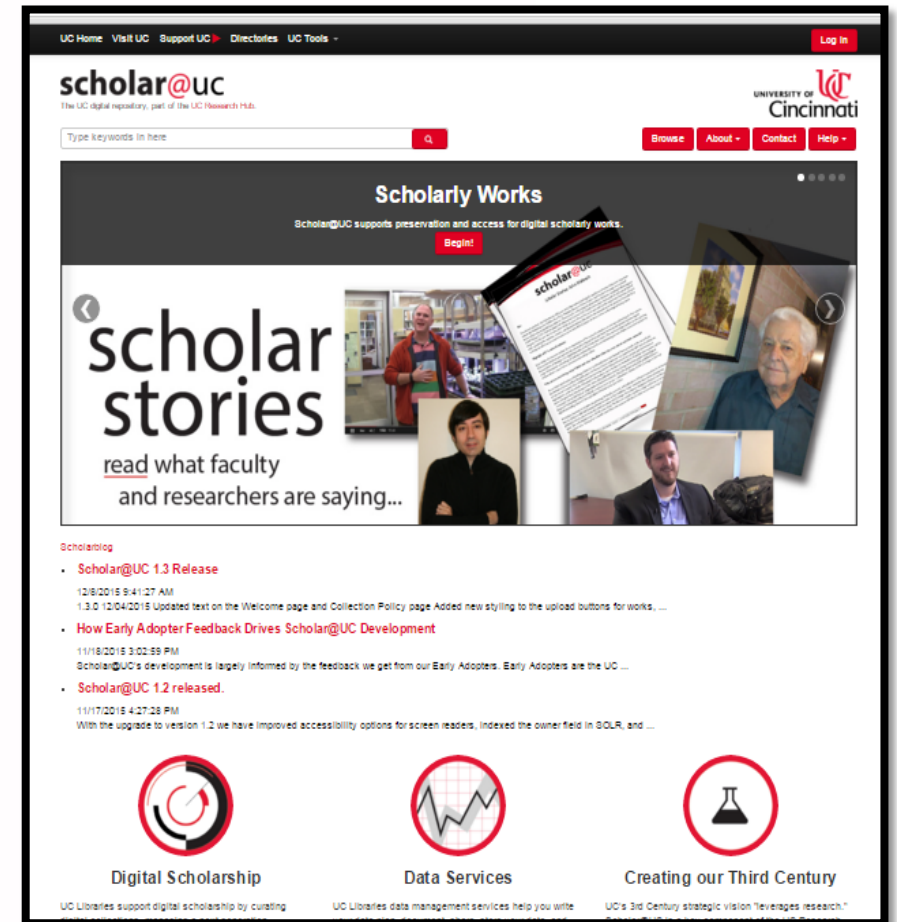 UC Home Visit UC Support UC Directories UC Tools
Log In
scholar@uc
The UC digital repository, part of the UC Research Hub.
UNIVERSITY OF
Cincinnati
Type keywords in here
Browse About Contact Help
Scholarly Works
Scholar@UC supports preservation and access for digital scholarly works.
Begin!
scholar@uc
scholar
stories
read what faculty
and researchers are saying...
Scholarblog
Scholar@UC 1.3 Release
12/8/2015 9:41:27 AM
1.3.0 12/04/2015 Updated text on the Welcome page and Collection Policy page Added new styling to the upload buttons for works, ...
How Early Adopter Feedback Drives Scholar@UC Development
11/18/2015 3:02:59 PM
Scholar@UC's development is largely informed by the feedback we get from our Early Adopters. Early Adopters are the UC ...
Scholar@UC 1.2 released.
11/17/2015 4:27:28 PM
With the upgrade to version 1.2 we have improved accessibility options for screen readers, indexed the owner field in SOLR, and ...
Digital Scholarship
Data Services
Creating our Third Century
UC Libraries support digital scholarship by curating
UC Libraries data management services help you write
UC's 3rd Century strategic vision "leverages research."